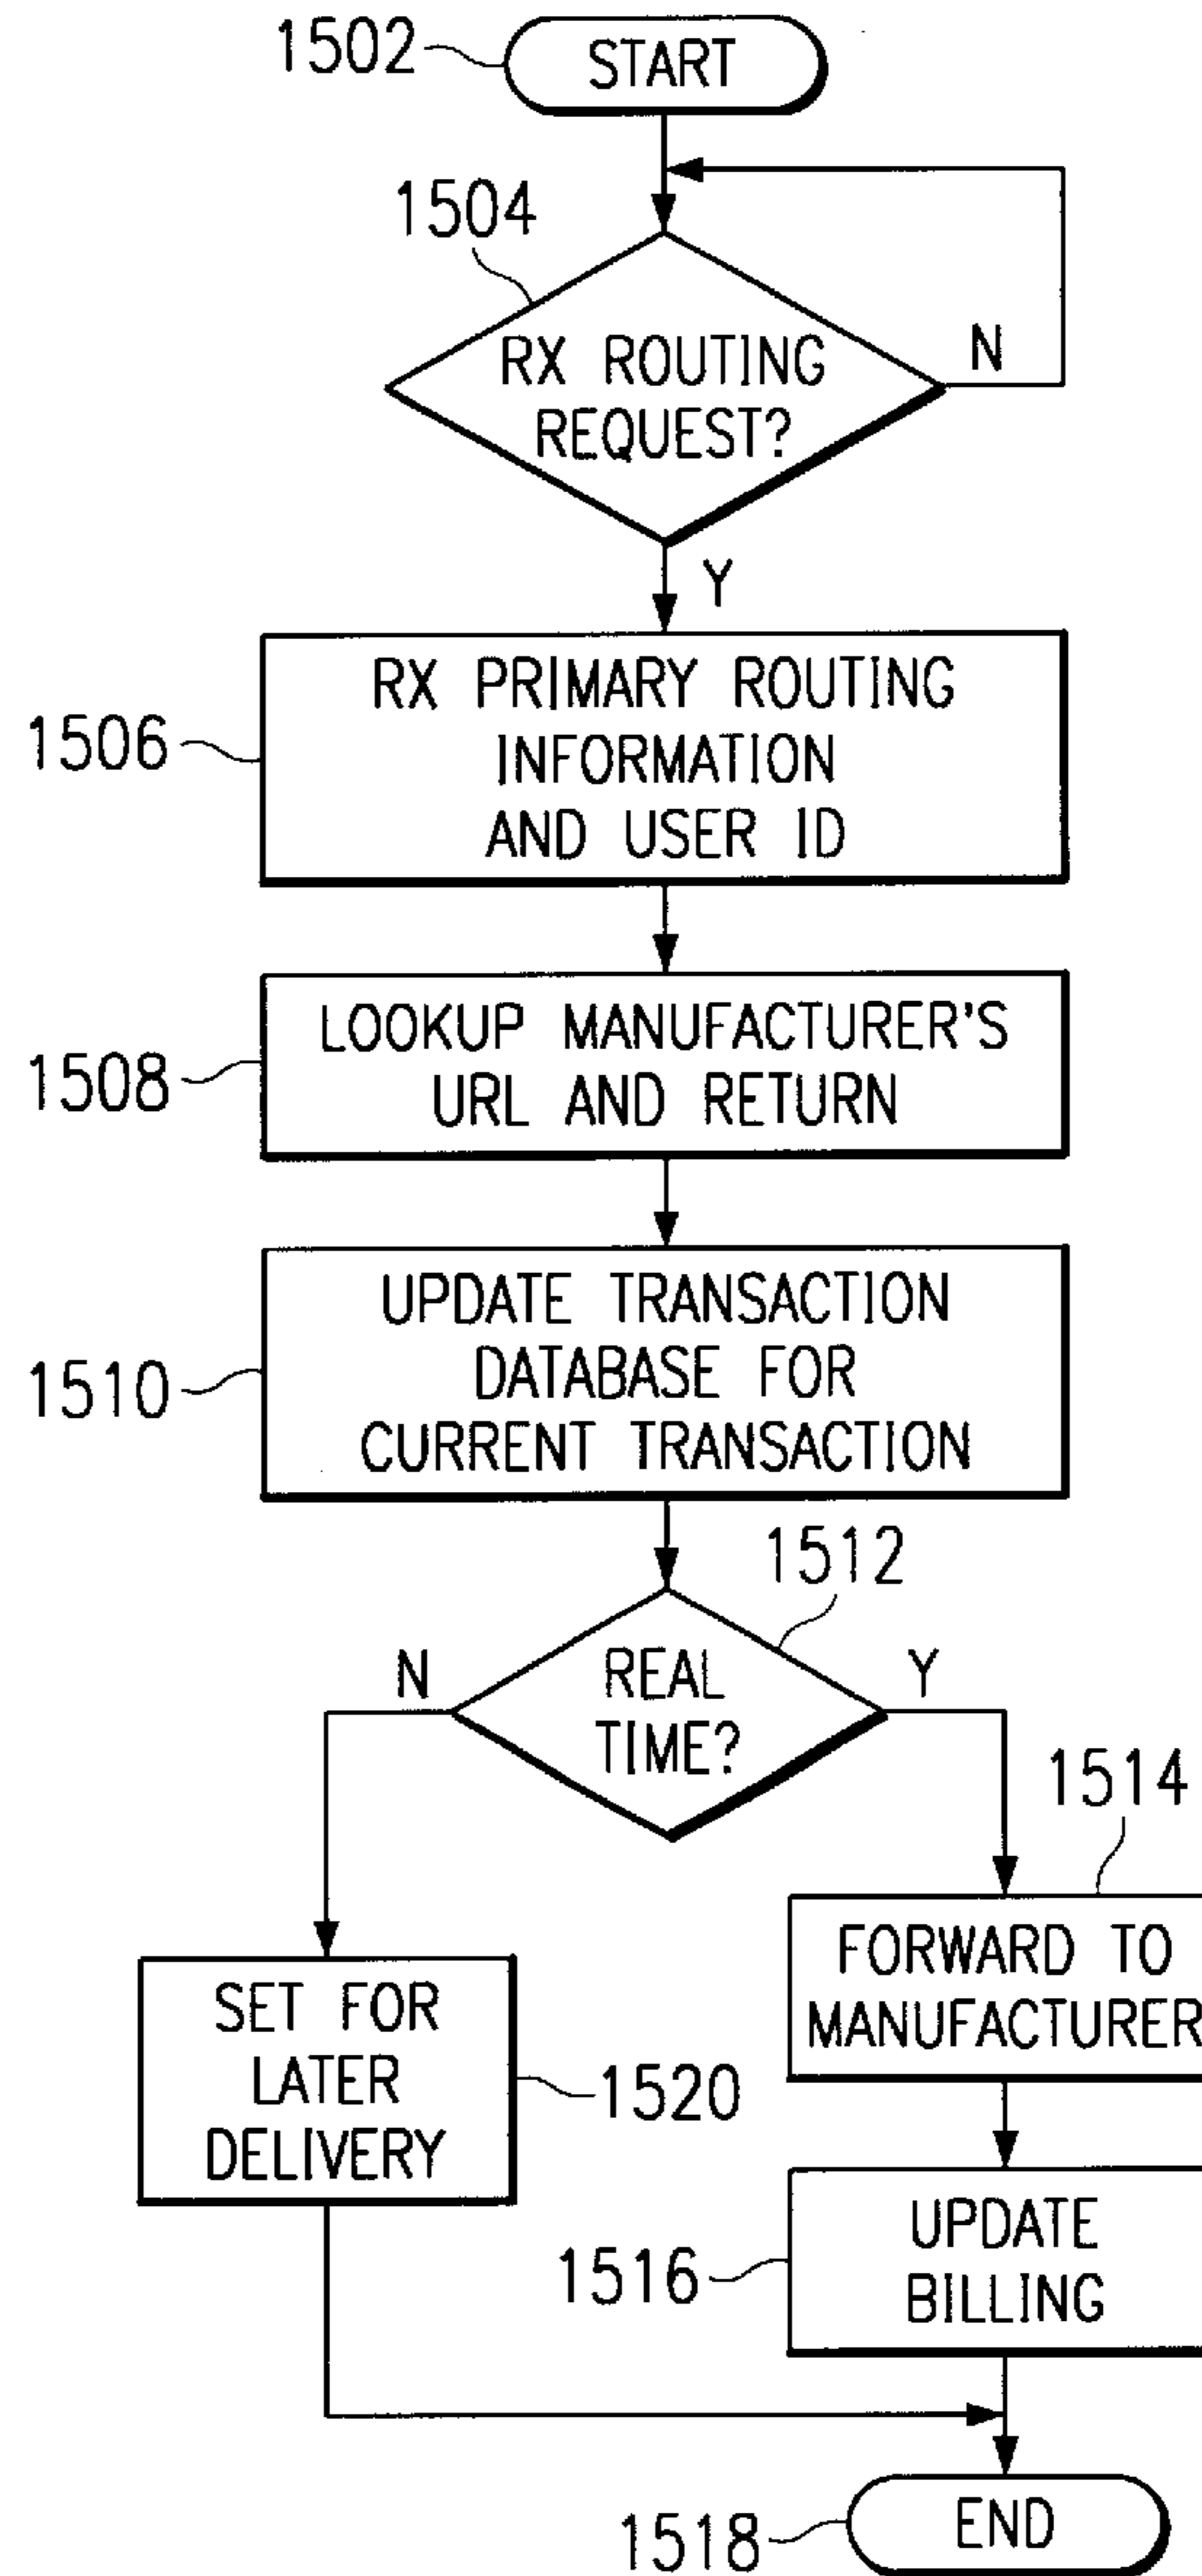 1502
START
1504
RX ROUTING
REQUEST?
N
Y
1506
RX PRIMARY ROUTING
INFORMATION
AND USER ID
1508
LOOKUP MANUFACTURER'S
URL AND RETURN
1510
UPDATE TRANSACTION
DATABASE FOR
CURRENT TRANSACTION
1512
N
REAL
TIME?
Y
1514
FORWARD TO
MANUFACTURER
SET FOR
LATER
DELIVERY
1520
1516
UPDATE
BILLING
1518
END